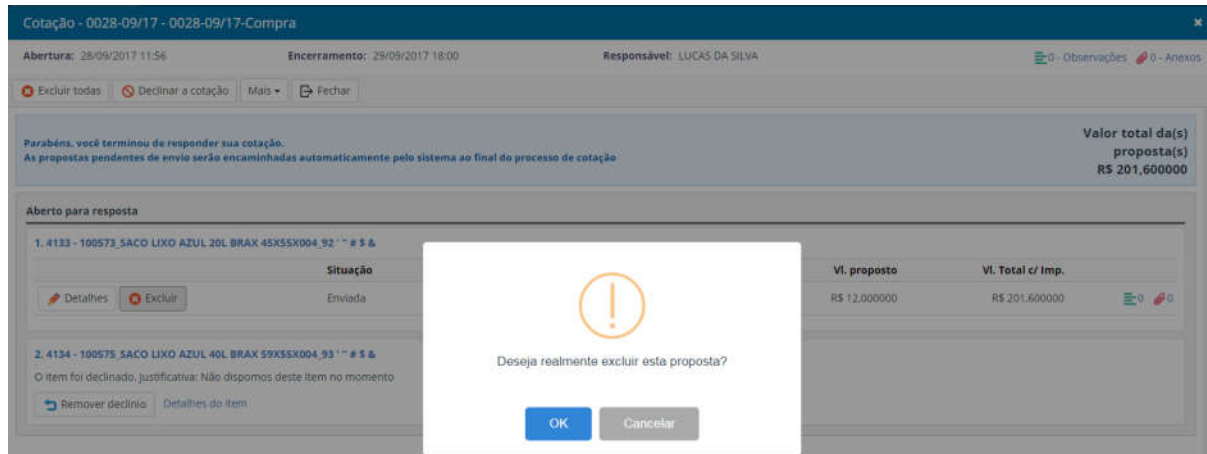 Cotação - 0028-09/17 - 0028-09/17-Compra
Abertura: 28/09/2017 11:56 Encerramento: 29/09/2017 18:00 Responsável: LUCAS DA SILVA 0 - Observações 0 - Anexos
Excluir todas Declinar a cotação Mais Fechar
Parabéns, você terminou de responder sua cotação.
As propostas pendentes de envio serão encaminhadas automaticamente pelo sistema ao final do processo de cotação
Valor total da(s)
proposta(s)
R$ 201,600000
Aberto para resposta
1. 4133 - 100573_SACO LIXO AZUL 20L BRAX 45X55X004_92 ' " # $ &
Situação Vl. proposto Vl. Total c/ Imp.
Detalhes Excluir Enviada R$ 12,000000 R$ 201,600000 0 0
2. 4134 - 100575_SACO LIXO AZUL 40L BRAX 59X55X004_93 ' " # $ &
O item foi declinado. Justificativa: Não dispomos deste item no momento
Remover declínio Detalhes do item
Deseja realmente excluir esta proposta?
OK Cancelar